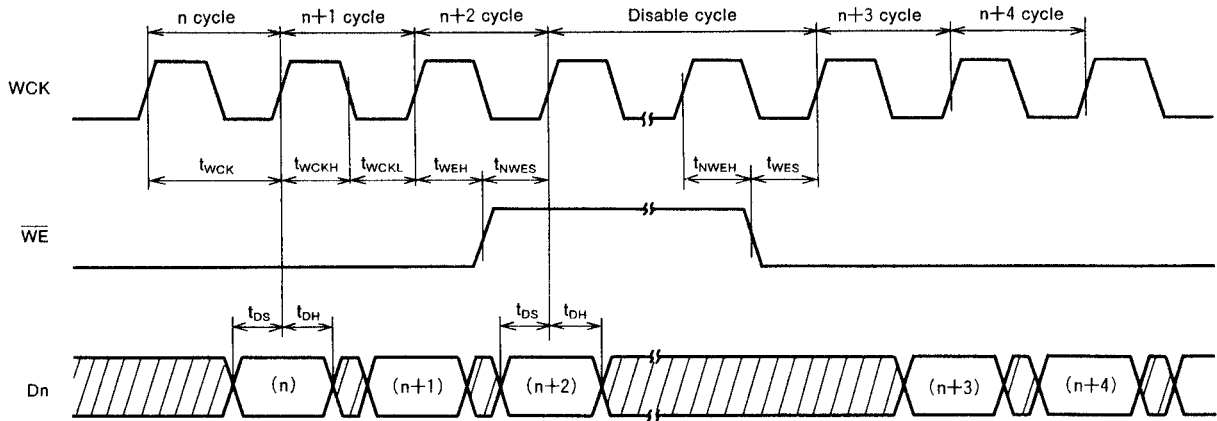 n cycle n+1 cycle n+2 cycle Disable cycle n+3 cycle n+4 cycle
WCK
tWCK tWCKH tWCKL tWEH tNWES tNWEH tWES
WE
tDS tDH tDS tDH
Dn (n) (n+1) (n+2) (n+3) (n+4)